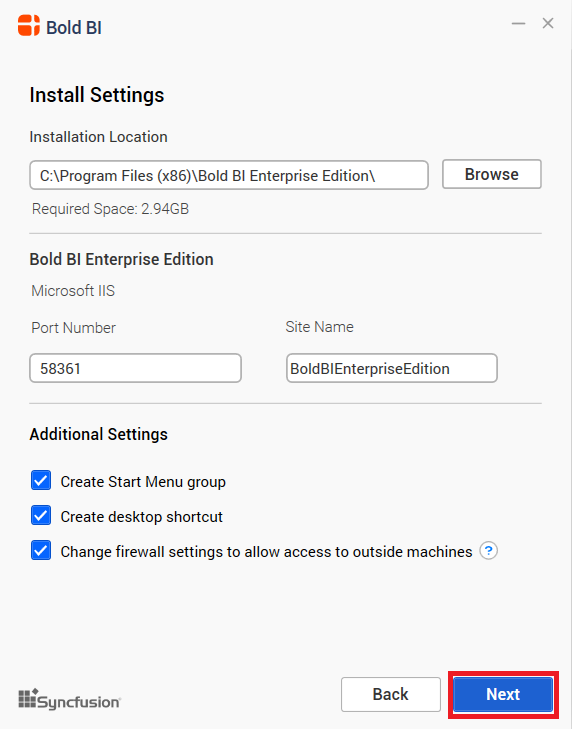 Bold BI
Install Settings
Installation Location
C:\Program Files (x86)\Bold BI Enterprise Edition\
Browse
Required Space: 2.94GB
Bold BI Enterprise Edition
Microsoft IIS
Port Number
Site Name
58361
BoldBIEnterpriseEdition
Additional Settings
Create Start Menu group
Create desktop shortcut
Change firewall settings to allow access to outside machines ?
Syncfusion
Back
Next